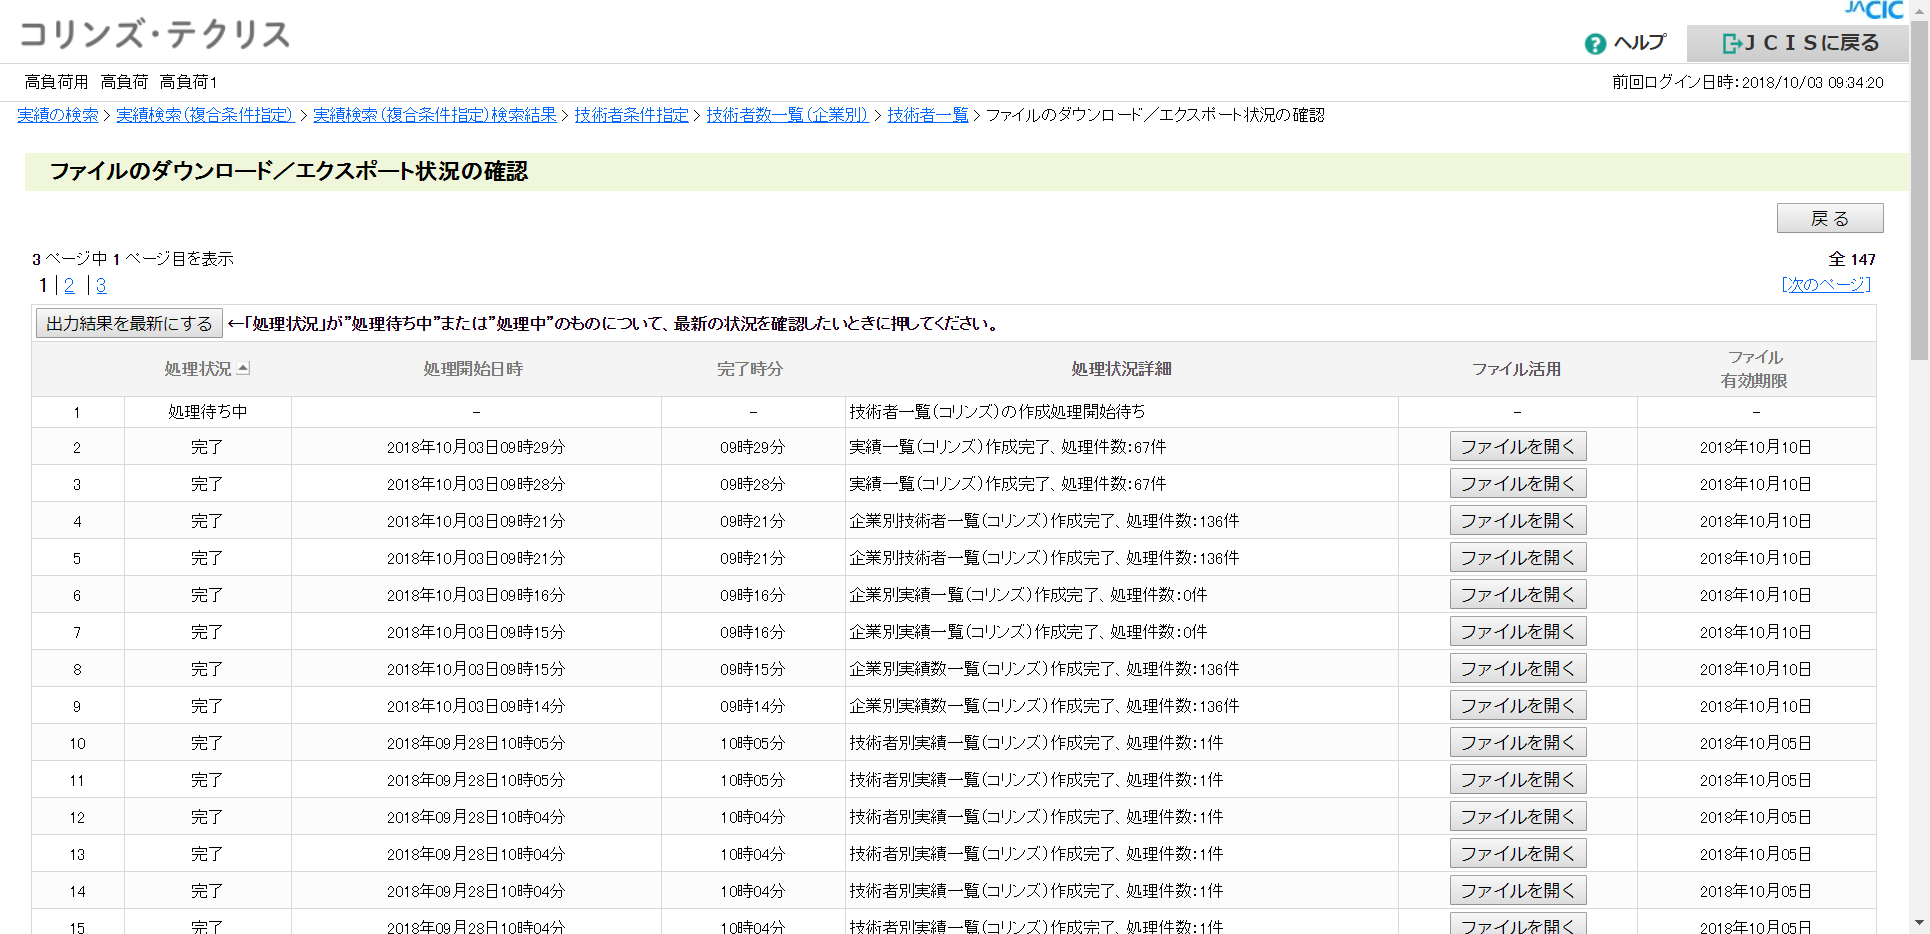 JACIC
コリンズ・テクリス
ヘルプ ＪＣＩＳに戻る
高負荷用 高負荷 高負荷1 前回ログイン日時：2018/10/03 09:34:20
実績の検索 > 実績検索（複合条件指定） > 実績検索（複合条件指定）検索結果 > 技術者条件指定 > 技術者数一覧（企業別） > 技術者一覧 > ファイルのダウンロード／エクスポート状況の確認
ファイルのダウンロード／エクスポート状況の確認
戻る
3 ページ中 1 ページ目を表示 全 147
1 | 2 | 3 [次のページ]
出力結果を最新にする ←「処理状況」が”処理待ち中”または”処理中”のものについて、最新の状況を確認したいときに押してください。
処理状況 処理開始日時 完了時分 処理状況詳細 ファイル活用 ファイル
有効期限
1 処理待ち中 - - 技術者一覧（コリンズ）の作成処理開始待ち - -
2 完了 2018年10月03日09時29分 09時29分 実績一覧（コリンズ）作成完了、処理件数：67件 ファイルを開く 2018年10月10日
3 完了 2018年10月03日09時28分 09時28分 実績一覧（コリンズ）作成完了、処理件数：67件 ファイルを開く 2018年10月10日
4 完了 2018年10月03日09時21分 09時21分 企業別技術者一覧（コリンズ）作成完了、処理件数：136件 ファイルを開く 2018年10月10日
5 完了 2018年10月03日09時21分 09時21分 企業別技術者一覧（コリンズ）作成完了、処理件数：136件 ファイルを開く 2018年10月10日
6 完了 2018年10月03日09時16分 09時16分 企業別実績一覧（コリンズ）作成完了、処理件数：0件 ファイルを開く 2018年10月10日
7 完了 2018年10月03日09時15分 09時16分 企業別実績一覧（コリンズ）作成完了、処理件数：0件 ファイルを開く 2018年10月10日
8 完了 2018年10月03日09時15分 09時15分 企業別実績数一覧（コリンズ）作成完了、処理件数：136件 ファイルを開く 2018年10月10日
9 完了 2018年10月03日09時14分 09時14分 企業別実績数一覧（コリンズ）作成完了、処理件数：136件 ファイルを開く 2018年10月10日
10 完了 2018年09月28日10時05分 10時05分 技術者別実績一覧（コリンズ）作成完了、処理件数：1件 ファイルを開く 2018年10月05日
11 完了 2018年09月28日10時05分 10時05分 技術者別実績一覧（コリンズ）作成完了、処理件数：1件 ファイルを開く 2018年10月05日
12 完了 2018年09月28日10時04分 10時04分 技術者別実績一覧（コリンズ）作成完了、処理件数：1件 ファイルを開く 2018年10月05日
13 完了 2018年09月28日10時04分 10時04分 技術者別実績一覧（コリンズ）作成完了、処理件数：1件 ファイルを開く 2018年10月05日
14 完了 2018年09月28日10時04分 10時04分 技術者別実績一覧（コリンズ）作成完了、処理件数：1件 ファイルを開く 2018年10月05日
15 完了 2018年09月28日10時04分 10時04分 技術者別実績一覧（コリンズ）作成完了、処理件数：1件 ファイルを開く 2018年10月05日